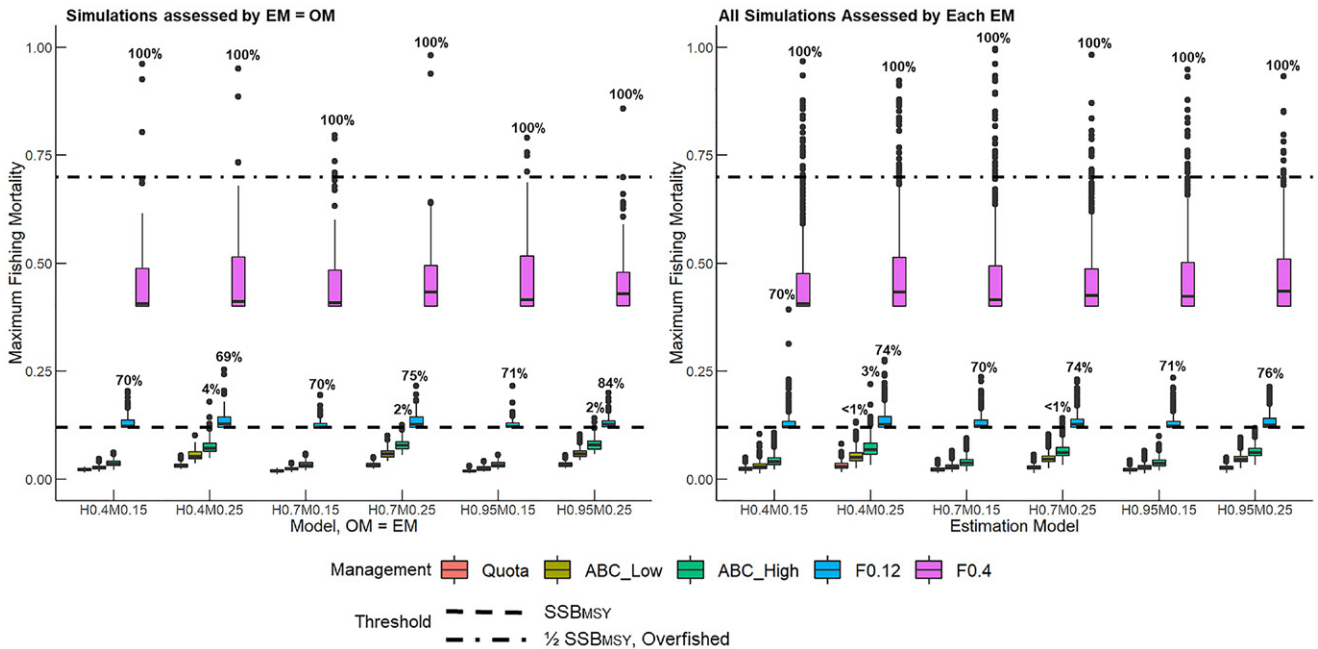 Simulations assessed by EM = OM
All Simulations Assessed by Each EM
Maximum Fishing Mortality
1.00
0.75
0.50
0.25
0.00
100%
100%
100%
100%
100%
100%
70%
4%
69%
70%
2%
75%
71%
2%
84%
H0.4M0.15
H0.4M0.25
H0.7M0.15
H0.7M0.25
H0.95M0.15
H0.95M0.25
Model, OM = EM
Maximum Fishing Mortality
1.00
0.75
0.50
0.25
0.00
100%
100%
100%
100%
100%
100%
70%
<1%
3%
74%
70%
<1%
74%
71%
76%
H0.4M0.15
H0.4M0.25
H0.7M0.15
H0.7M0.25
H0.95M0.15
H0.95M0.25
Estimation Model
Management Quota ABC_Low ABC_High F0.12 F0.4
Threshold
SSBMSY
½ SSBMSY, Overfished